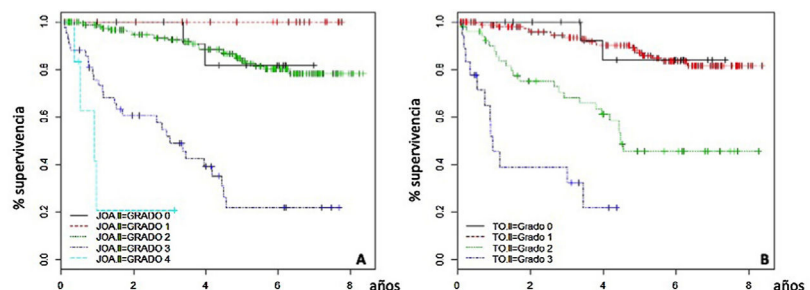 % supervivencia
1.0
0.8
0.6
0.4
0.2
0.0
JOA.II=GRADO 0
JOA.II=GRADO 1
JOA.II=GRADO 2
JOA.II=GRADO 3
JOA.II=GRADO 4
A
0 2 4 6 8 años
% supervivencia
1.0
0.8
0.6
0.4
0.2
0.0
TO.II=Grado 0
TO.II=Grado 1
TO.II=Grado 2
TO.II=Grado 3
B
0 2 4 6 8 años